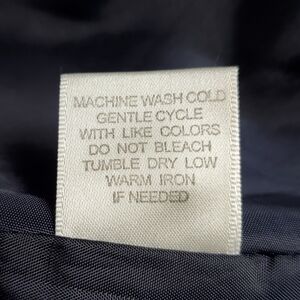 MACHINE WASH COLD
GENTLE CYCLE
WITH LIKE COLORS
DO NOT BLEACH
TUMBLE DRY LOW
WARM IRON
IF NEEDED